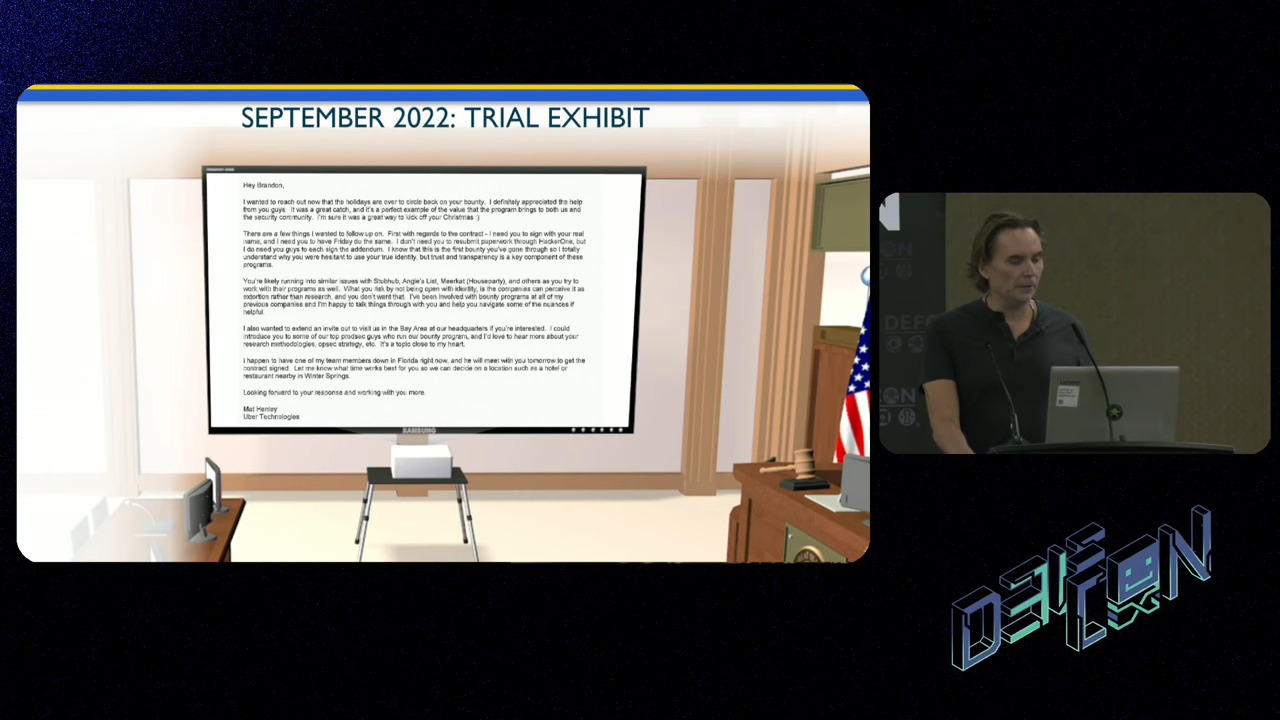 SEPTEMBER 2022: TRIAL EXHIBIT
Hey Brandon,
I wanted to reach out now that the holidays are over to circle back on your bounty. I definitely appreciated the help
from you guys. It was a great catch, and it's a perfect example of the value that the program brings to both us and
the security community. I'm sure it was a great way to kick off your Christmas :)
There are a few things I wanted to follow up on. First with regards to the contract - I need you to sign with your real
name, and I need you to have Friday do the same. I don't need you to resubmit paperwork through HackerOne, but
I do need you guys to each sign the addendum. I know that this is the first bounty you've gone through so I totally
understand why you were hesitant to use your true identity, but trust and transparency is a key component of these
programs.
You're likely running into similar issues with Stubhub, Angie's List, Meerkat (Houseparty), and others as you try to
work with their programs as well. What you risk by not being open with identity, is the companies can perceive it as
extortion rather than research, and you don't want that. I've been involved with bounty programs at all of my
previous companies and I'm happy to talk things through with you and help you navigate some of the nuances if
helpful.
I also wanted to extend an invite out to visit us in the Bay Area at our headquarters if you're interested. I could
introduce you to some of our top prodsec guys who run our bounty program, and I'd love to hear more about your
research methodologies, opsec strategy, etc. It's a topic close to my heart.
I happen to have one of my team members down in Florida right now, and he will meet with you tomorrow to get the
contract signed. Let me know what time works best for you so we can decide on a location such as a hotel or
restaurant nearby in Winter Springs.
Looking forward to your response and working with you more.
Mat Henley
Uber Technologies
SAMSUNG
DEFC
ON
ON
DEFCON